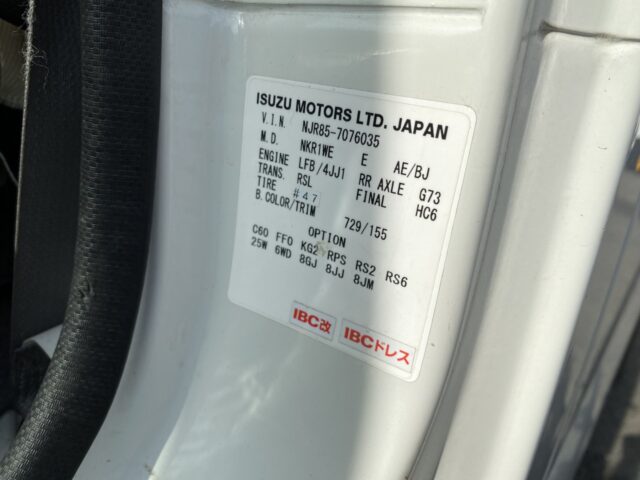 ISUZU MOTORS LTD. JAPAN
V.I.N. NJR85-7076035
M.D. NKR1WE E AE/BJ
ENGINE LFB/4JJ1 RR AXLE G73
TRANS. RSL FINAL HC6
TIRE #47
B.COLOR/TRIM 729/155
OPTION
C60 FFO KG2 RPS RS2 RS6
25W 6WD 8GJ 8JJ 8JM
IBC改 IBCドレス